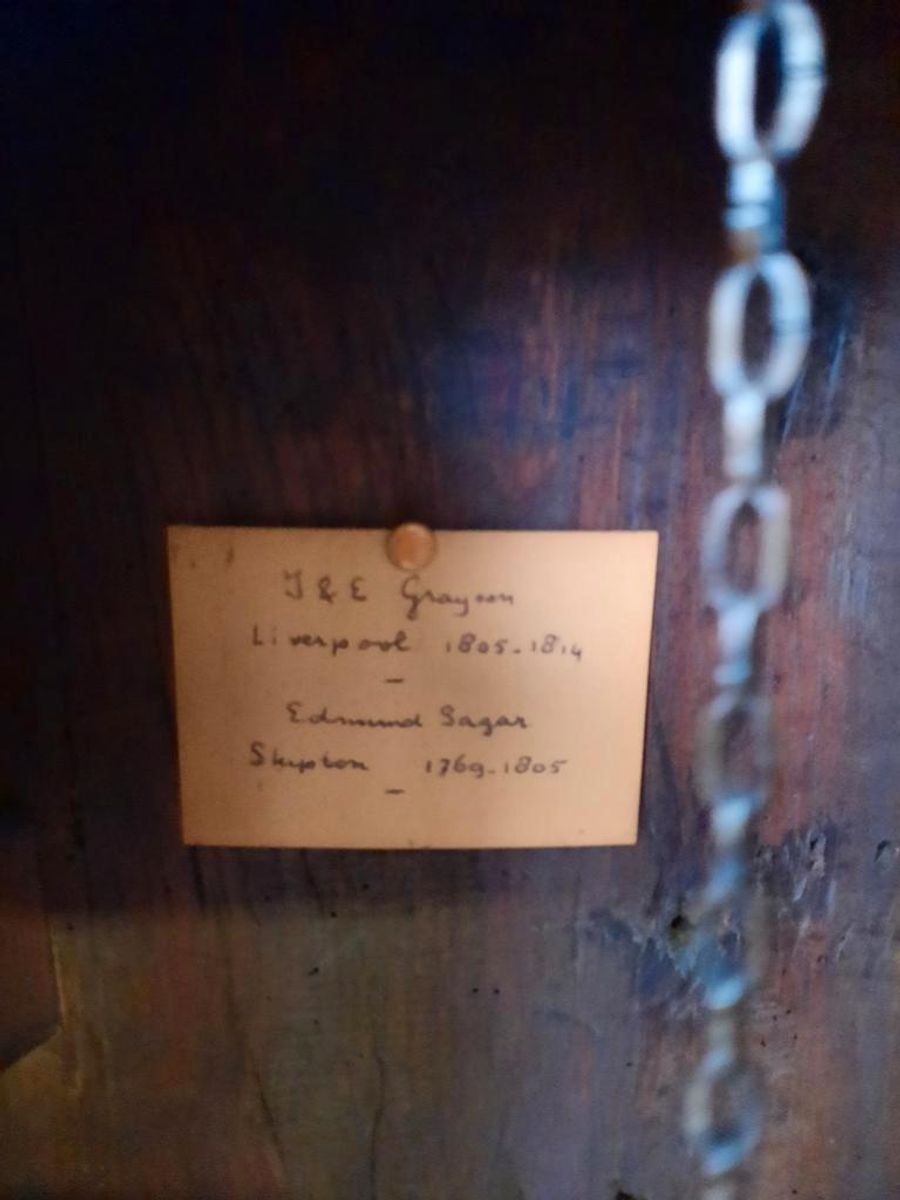 J & E Grayson
Liverpool 1805-1814
–
Edmund Sagar
Skipton 1769-1805
–